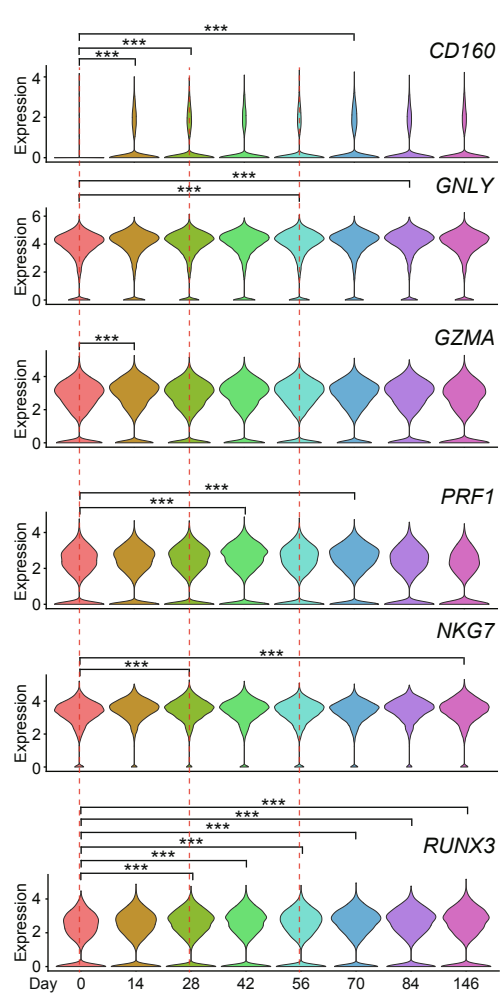 ***
***
***
CD160
Expression
4
2
0
***
***
GNLY
Expression
6
4
2
0
***
GZMA
Expression
4
2
0
***
***
PRF1
Expression
4
2
0
***
***
NKG7
Expression
4
2
0
***
***
***
***
***
***
RUNX3
Expression
4
2
0
Day 0 14 28 42 56 70 84 146